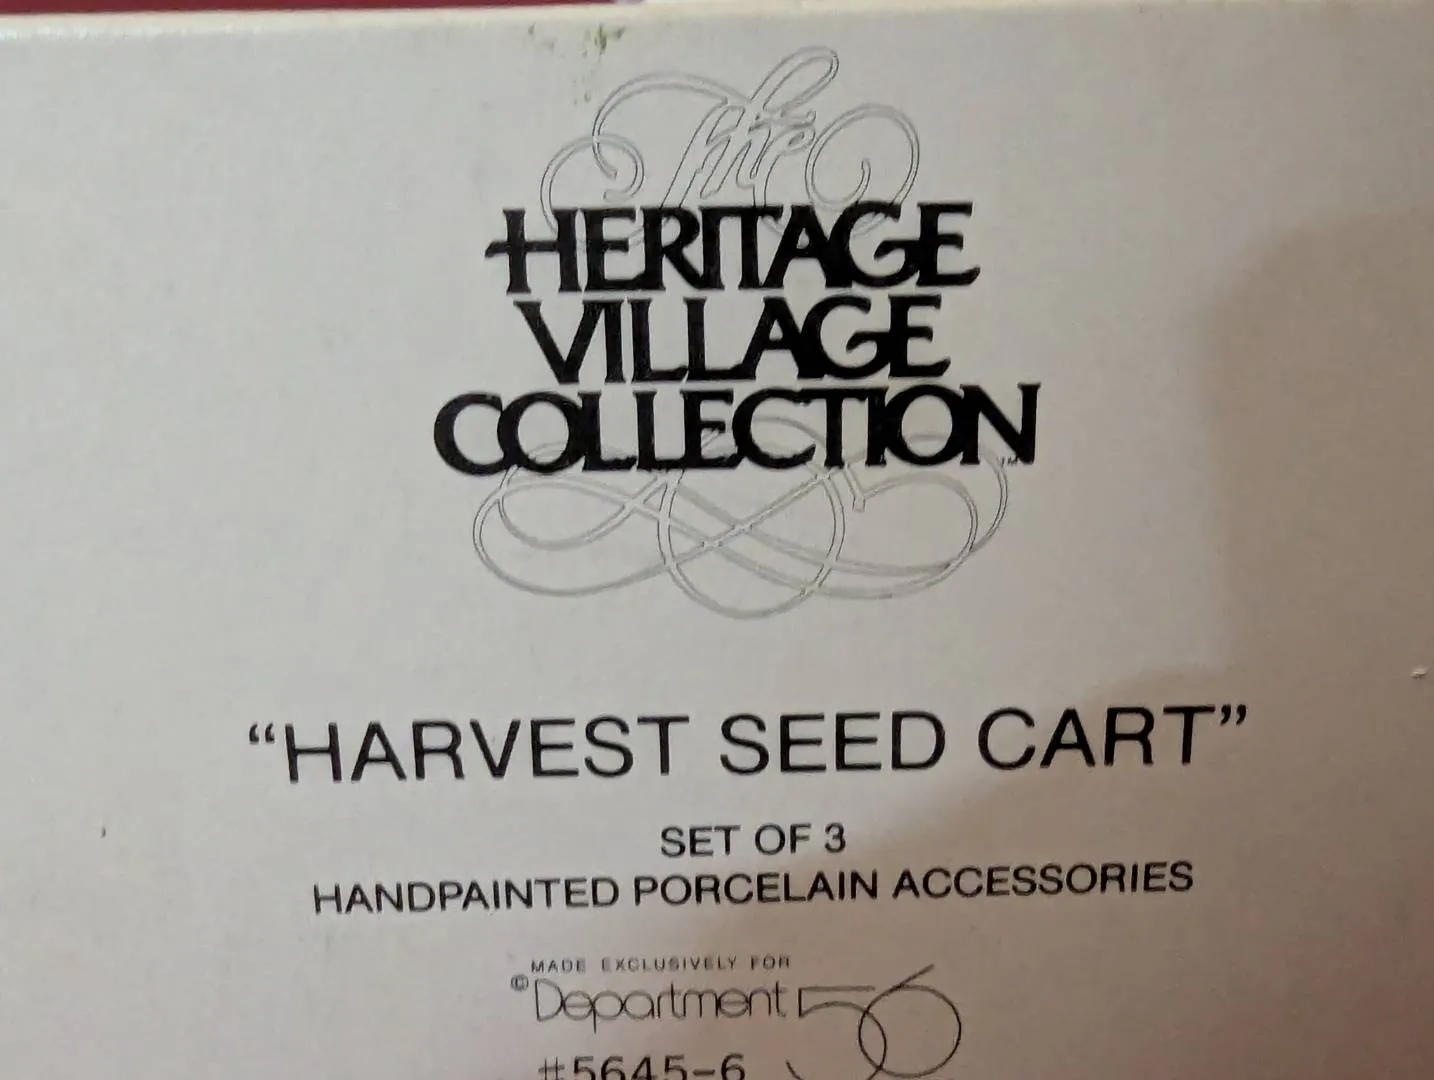 The
HERITAGE
VILLAGE
COLLECTION™
“HARVEST SEED CART”
SET OF 3
HANDPAINTED PORCELAIN ACCESSORIES
MADE EXCLUSIVELY FOR
©Department 56
#5645-6